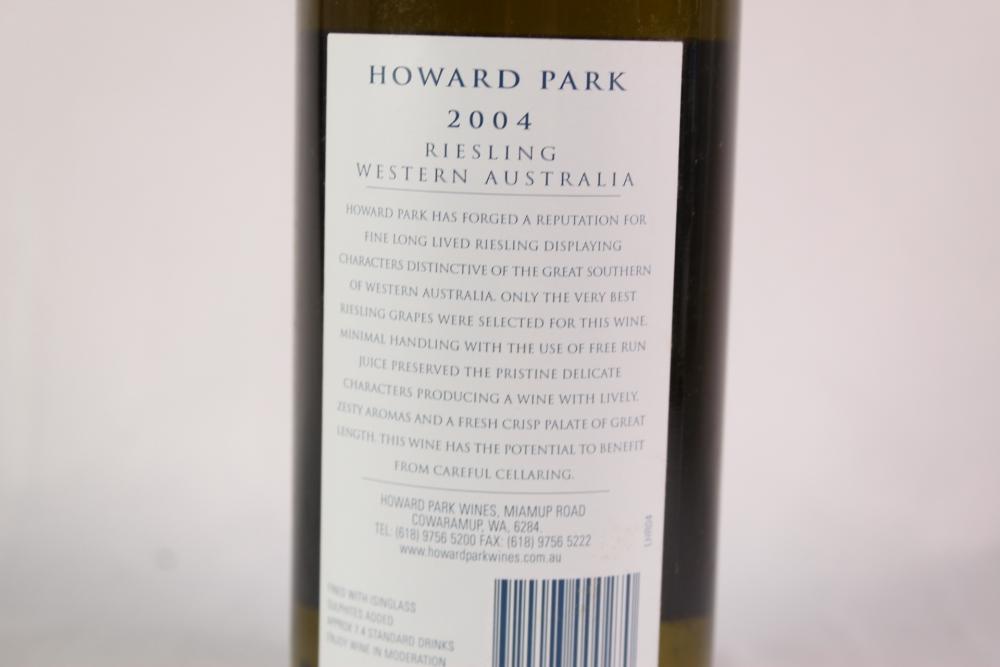 HOWARD PARK
2004
RIESLING
WESTERN AUSTRALIA
HOWARD PARK HAS FORGED A REPUTATION FOR
FINE LONG LIVED RIESLING DISPLAYING
CHARACTERS DISTINCTIVE OF THE GREAT SOUTHERN
OF WESTERN AUSTRALIA. ONLY THE VERY BEST
RIESLING GRAPES WERE SELECTED FOR THIS WINE.
MINIMAL HANDLING WITH THE USE OF FREE RUN
JUICE PRESERVED THE PRISTINE DELICATE
CHARACTERS PRODUCING A WINE WITH LIVELY,
ZESTY AROMAS AND A FRESH CRISP PALATE OF GREAT
LENGTH. THIS WINE HAS THE POTENTIAL TO BENEFIT
FROM CAREFUL CELLARING.
HOWARD PARK WINES, MIAMUP ROAD
COWARAMUP, WA, 6284.
TEL: (618) 9756 5200 FAX: (618) 9756 5222
www.howardparkwines.com.au
LHR04
FINED WITH ISINGLASS
SULPHITES ADDED
APPROX 7.4 STANDARD DRINKS
ENJOY WINE IN MODERATION